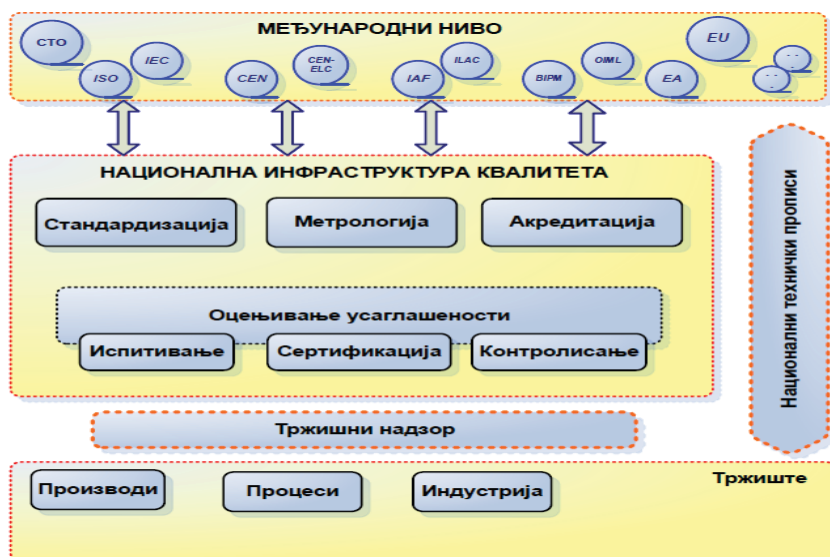 МЕЂУНАРОДНИ НИВО
СТО
ISO
IEC
CEN
CEN-
ELC
IAF
ILAC
BIPM
OIML
EA
EU
- -
-
- -
-
НАЦИОНАЛНА ИНФРАСТРУКТУРА КВАЛИТЕТА
Стандардизација
Метрологија
Акредитација
Оцењивање усаглашености
Испитивање
Сертификација
Контролисање
Национални технички прописи
Тржишни надзор
Тржиште
Производи
Процеси
Индустрија